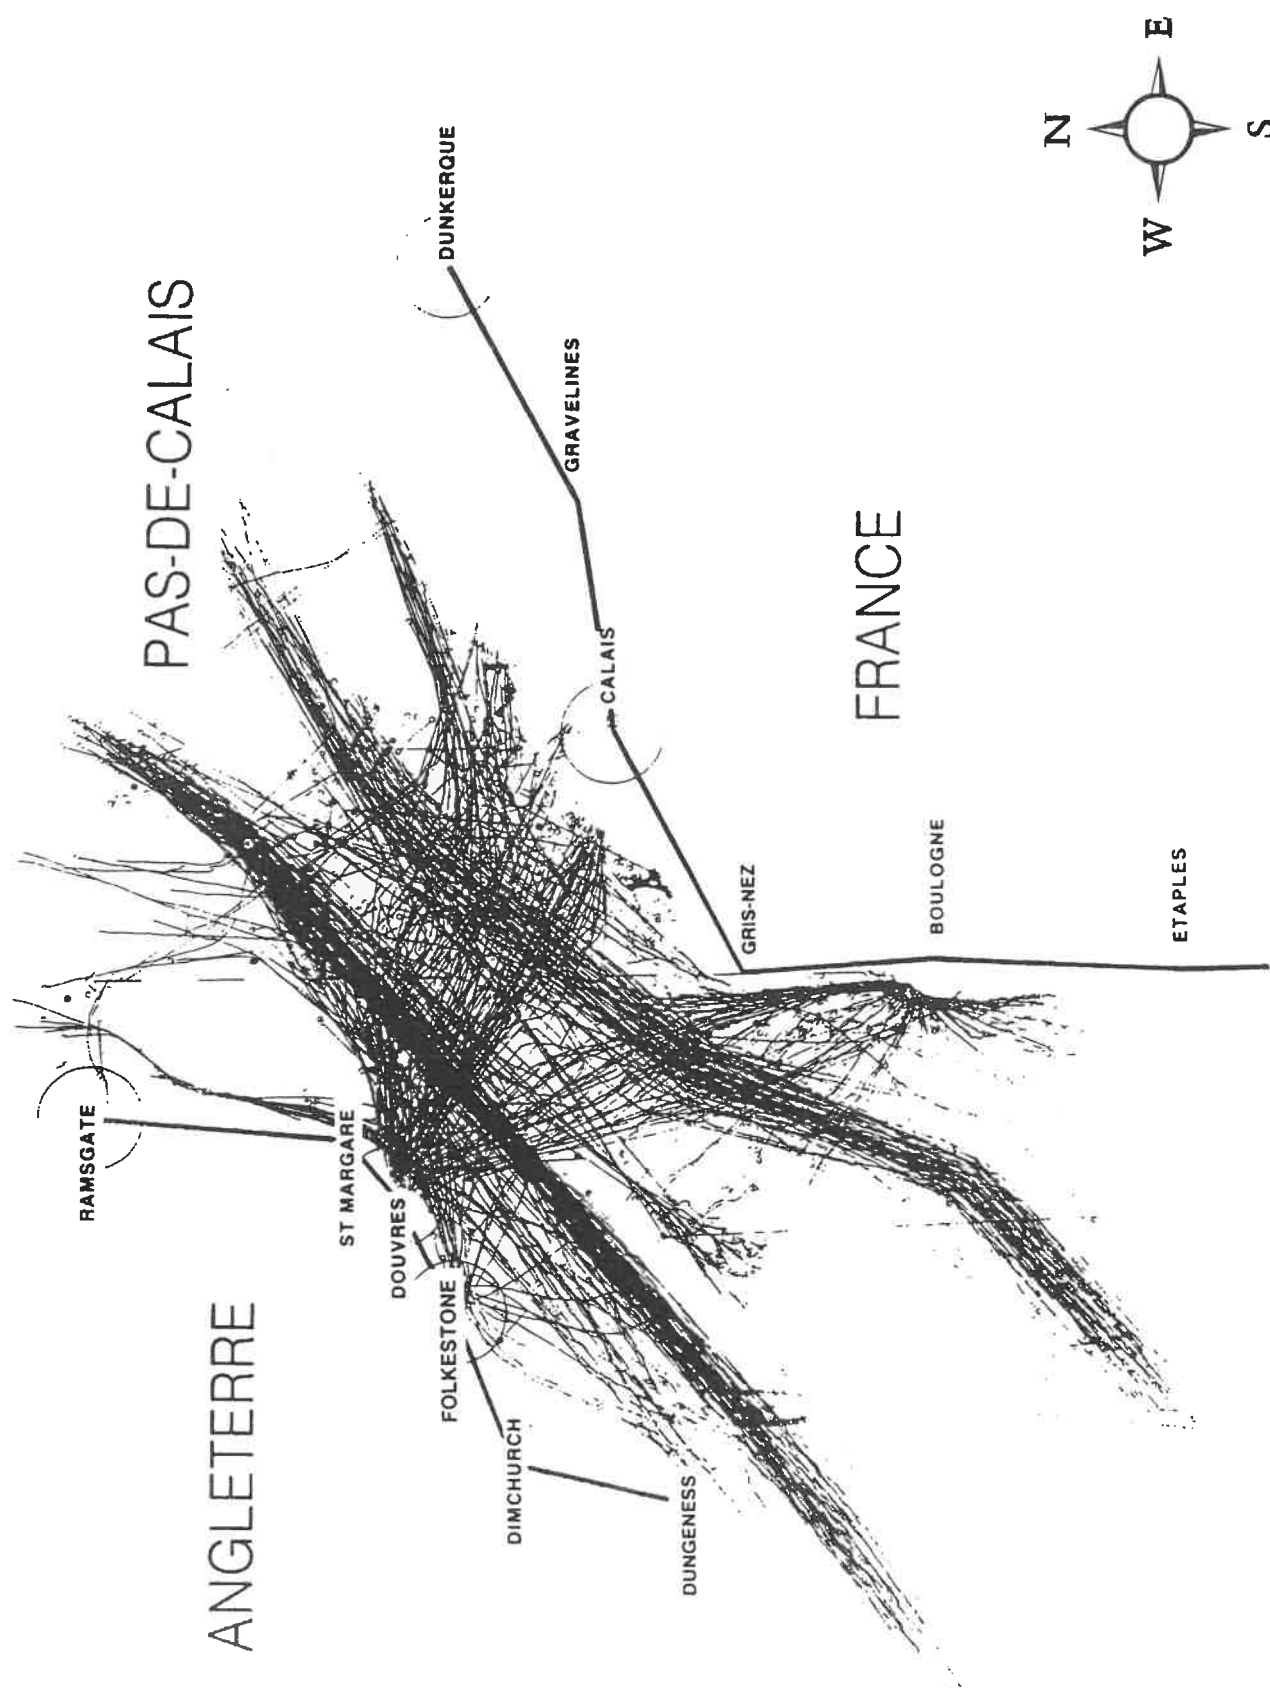 RAMSGATE
PAS-DE-CALAIS
ANGLETERRE
ST MARGARE
DOUVRES
FOLKESTONE
DUNKERQUE
DIMCHURCH
GRAVELINES
CALAIS
DUNGENESS
GRIS-NEZ
FRANCE
BOULOGNE
ETAPLES
N
W E
S